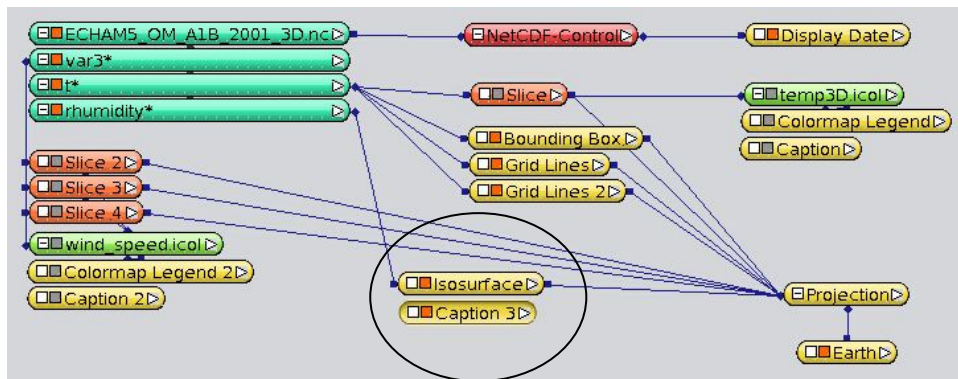 ECHAM5_OM_A1B_2001_3D.nc
NetCDF-Control
Display Date
var3*
t*
rhumidity*
Slice
temp3D.icol
Colormap Legend
Caption
Bounding Box
Grid Lines
Grid Lines 2
Slice 2
Slice 3
Slice 4
wind_speed.icol
Colormap Legend 2
Caption 2
Isosurface
Caption 3
Projection
Earth